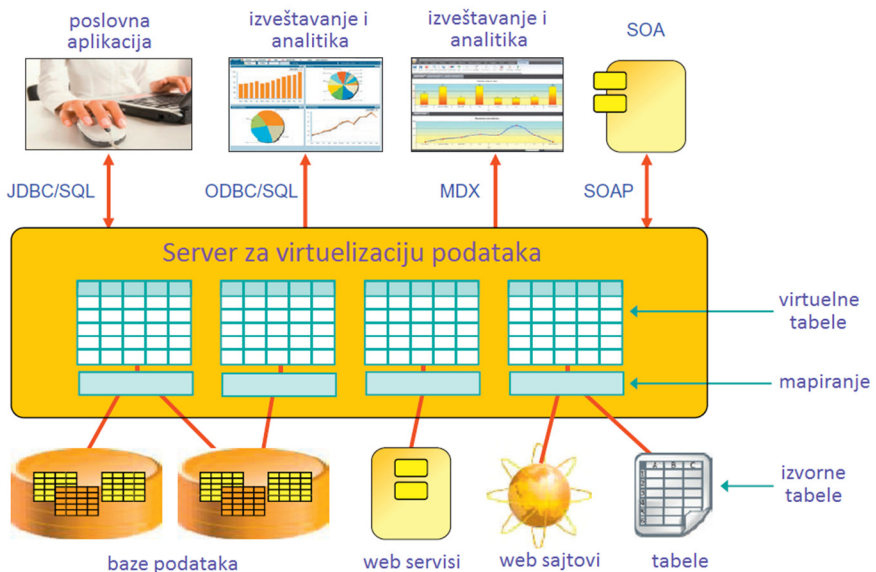 poslovna
aplikacija
izveštavanje i
analitika
izveštavanje i
analitika
SOA
JDBC/SQL
ODBC/SQL
MDX
SOAP
Server za virtuelizaciju podataka
virtuelne
tabele
mapiranje
izvorne
tabele
A B C
baze podataka
web servisi
web sajtovi
tabele